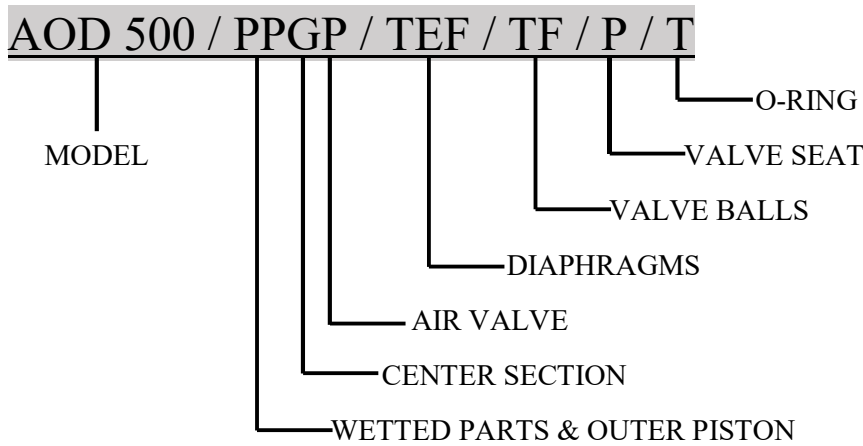 AOD 500 / PPGP / TEF / TF / P / T
O-RING
MODEL
VALVE SEAT
VALVE BALLS
DIAPHRAGMS
AIR VALVE
CENTER SECTION
WETTED PARTS & OUTER PISTON